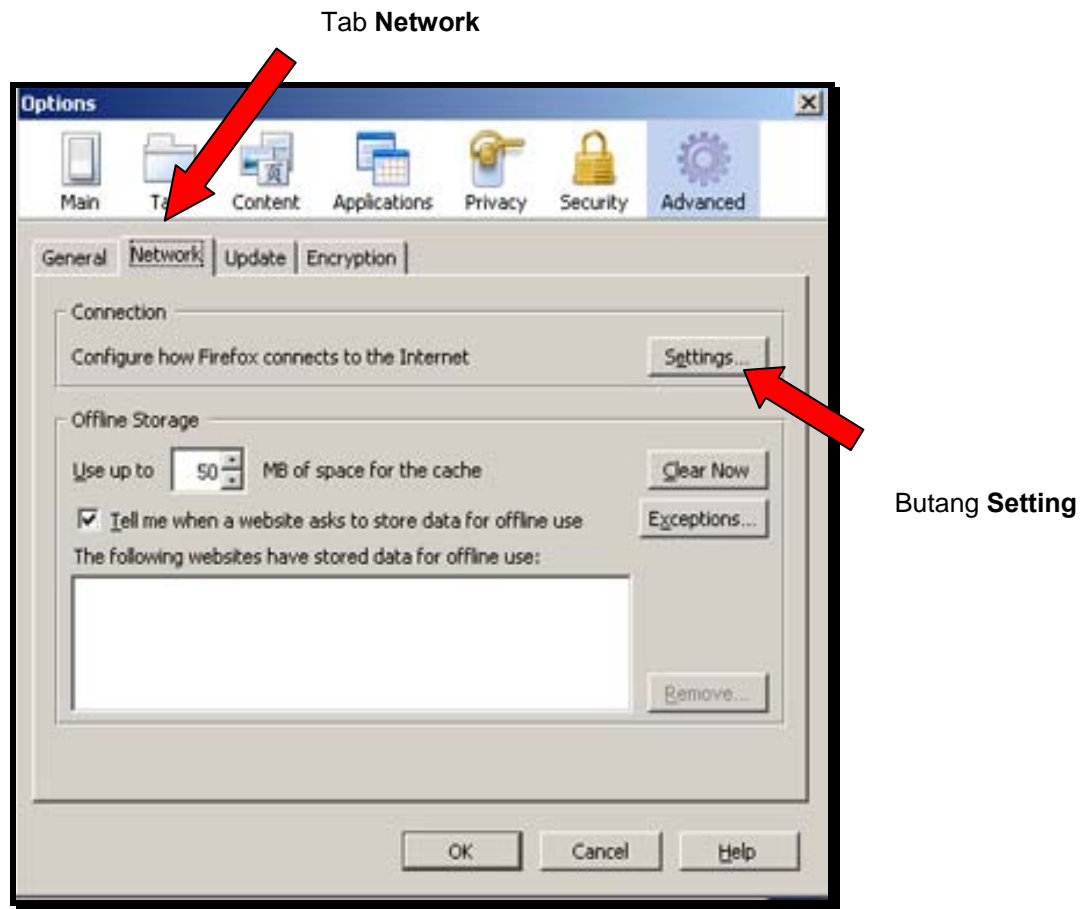 Tab Network
Options
Main Content Applications Privacy Security Advanced
General Network Update Encryption
Connection
Configure how Firefox connects to the Internet Settings...
Offline Storage
Use up to 50 MB of space for the cache Clear Now
Tell me when a website asks to store data for offline use Exceptions...
Butang Setting
The following websites have stored data for offline use:
Remove...
OK Cancel Help